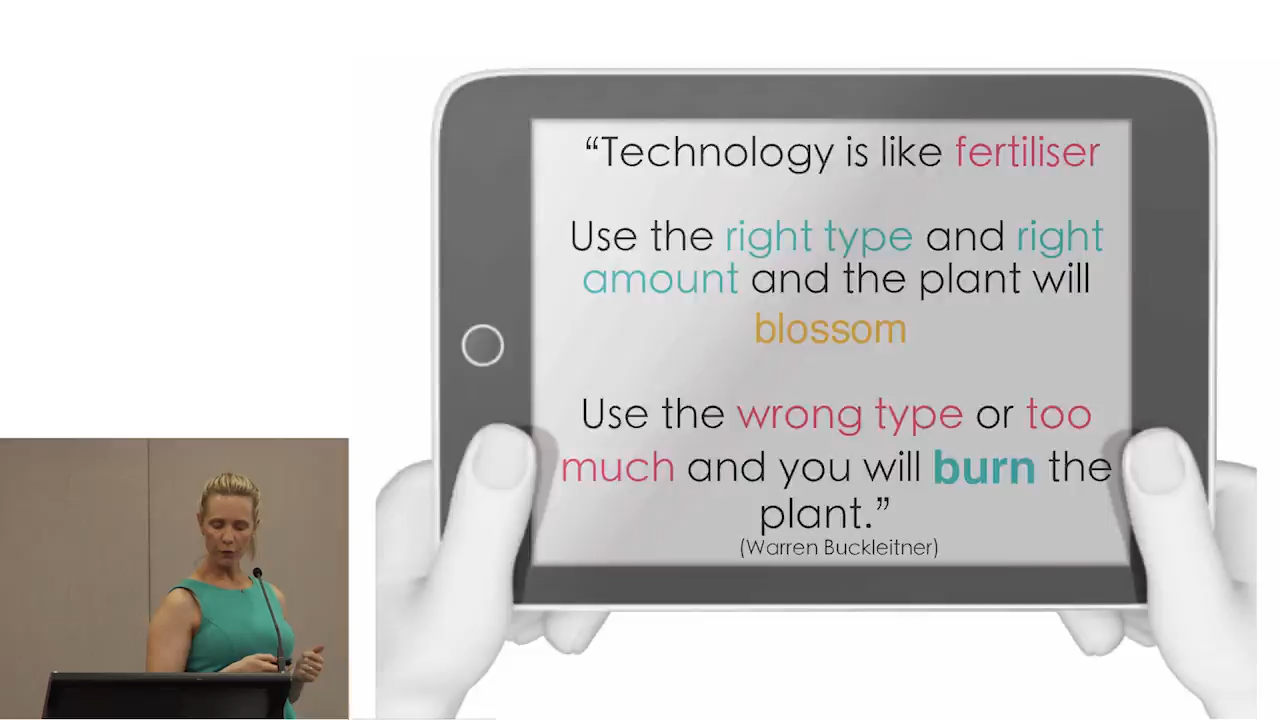 “Technology is like fertiliser
Use the right type and right
amount and the plant will
blossom
Use the wrong type or too
much and you will burn the
plant.”
(Warren Buckleitner)